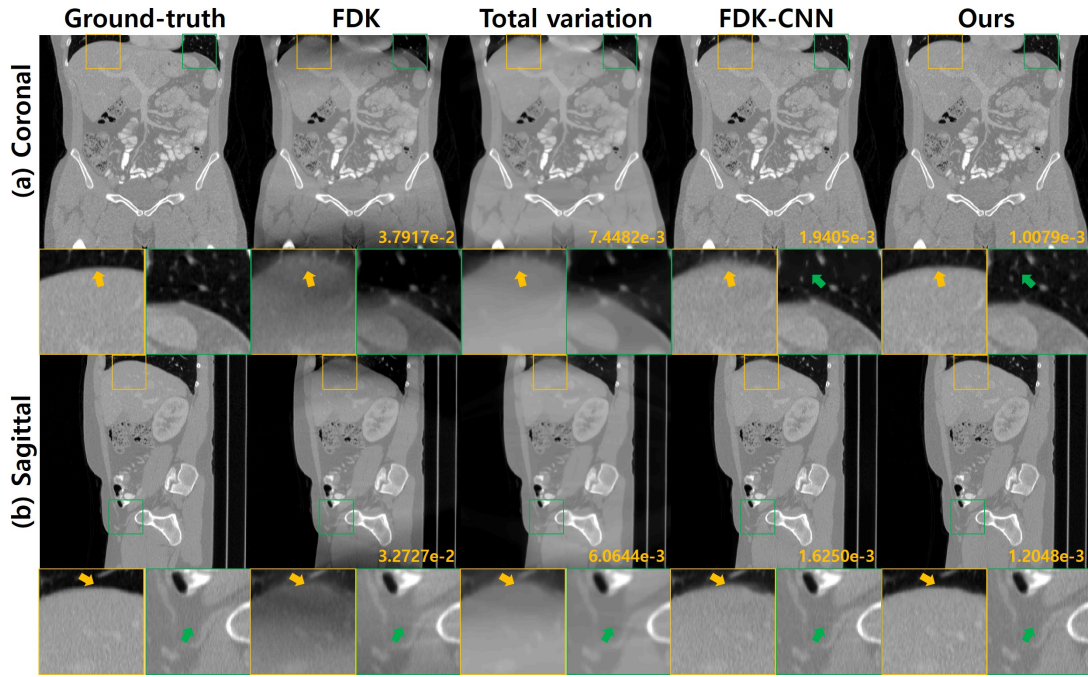 Ground-truth FDK Total variation FDK-CNN Ours
(a) Coronal
3.7917e-2 7.4482e-3 1.9405e-3 1.0079e-3
(b) Sagittal
3.2727e-2 6.0644e-3 1.6250e-3 1.2048e-3